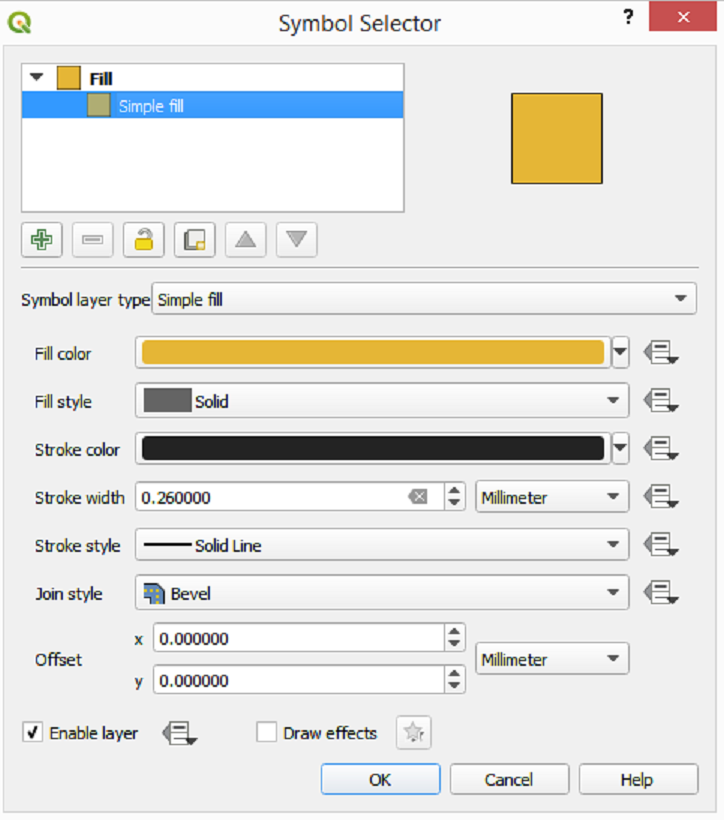 Symbol Selector
?
Fill
Simple fill
Symbol layer type Simple fill
Fill color
Fill style Solid
Stroke color
Stroke width 0.260000 Millimeter
Stroke style Solid Line
Join style Bevel
x 0.000000
Offset Millimeter
y 0.000000
Enable layer Draw effects
OK Cancel Help